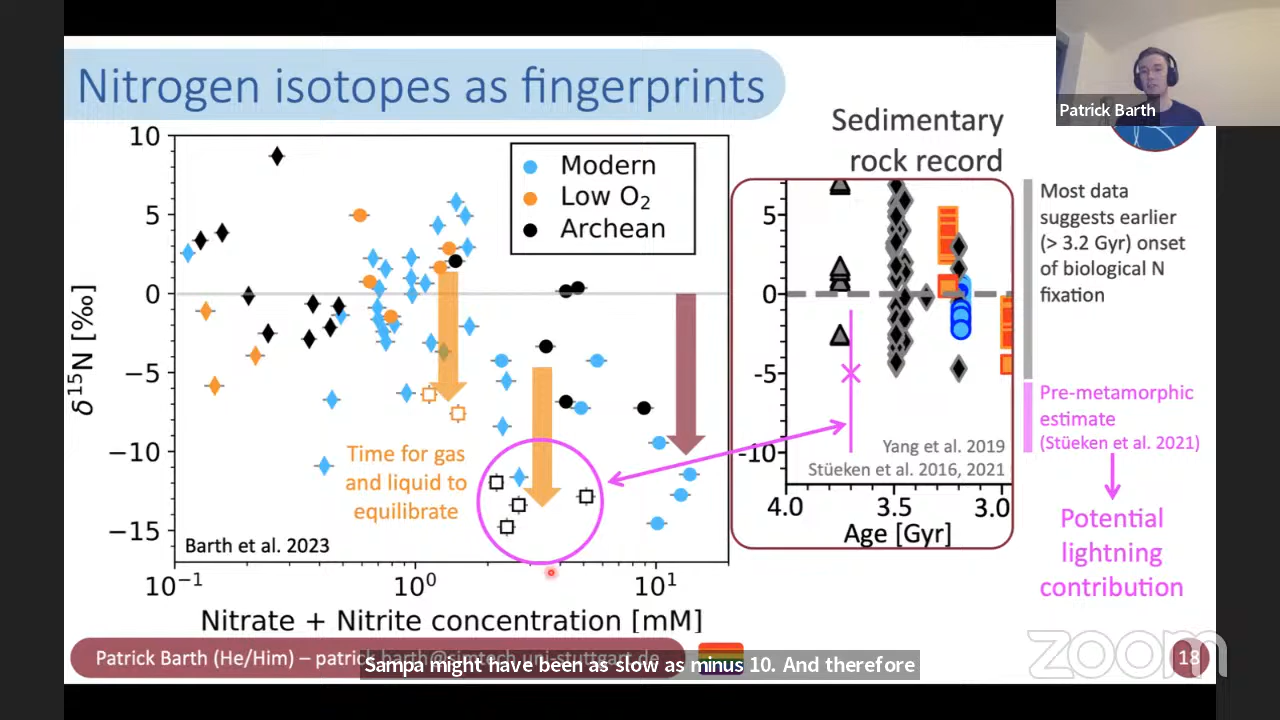 Nitrogen isotopes as fingerprints
Patrick Barth
10
5
0
−5
−10
−15
δ¹⁵N [‰]
Modern
Low O₂
Archean
Time for gas
and liquid to
equilibrate
Barth et al. 2023
10⁻¹
10⁰
10¹
Nitrate + Nitrite concentration [mM]
Sedimentary
rock record
5
0
-5
-10
Yang et al. 2019
Stüeken et al. 2016, 2021
4.0
3.5
3.0
Age [Gyr]
Most data
suggests earlier
(> 3.2 Gyr) onset
of biological N
fixation
Pre-metamorphic
estimate
(Stüeken et al. 2021)
Potential
lightning
contribution
Patrick Barth (He/Him) – patrick.barth@simtech.uni-stuttgart.de
Sampa might have been as slow as minus 10. And therefore
zoom
18